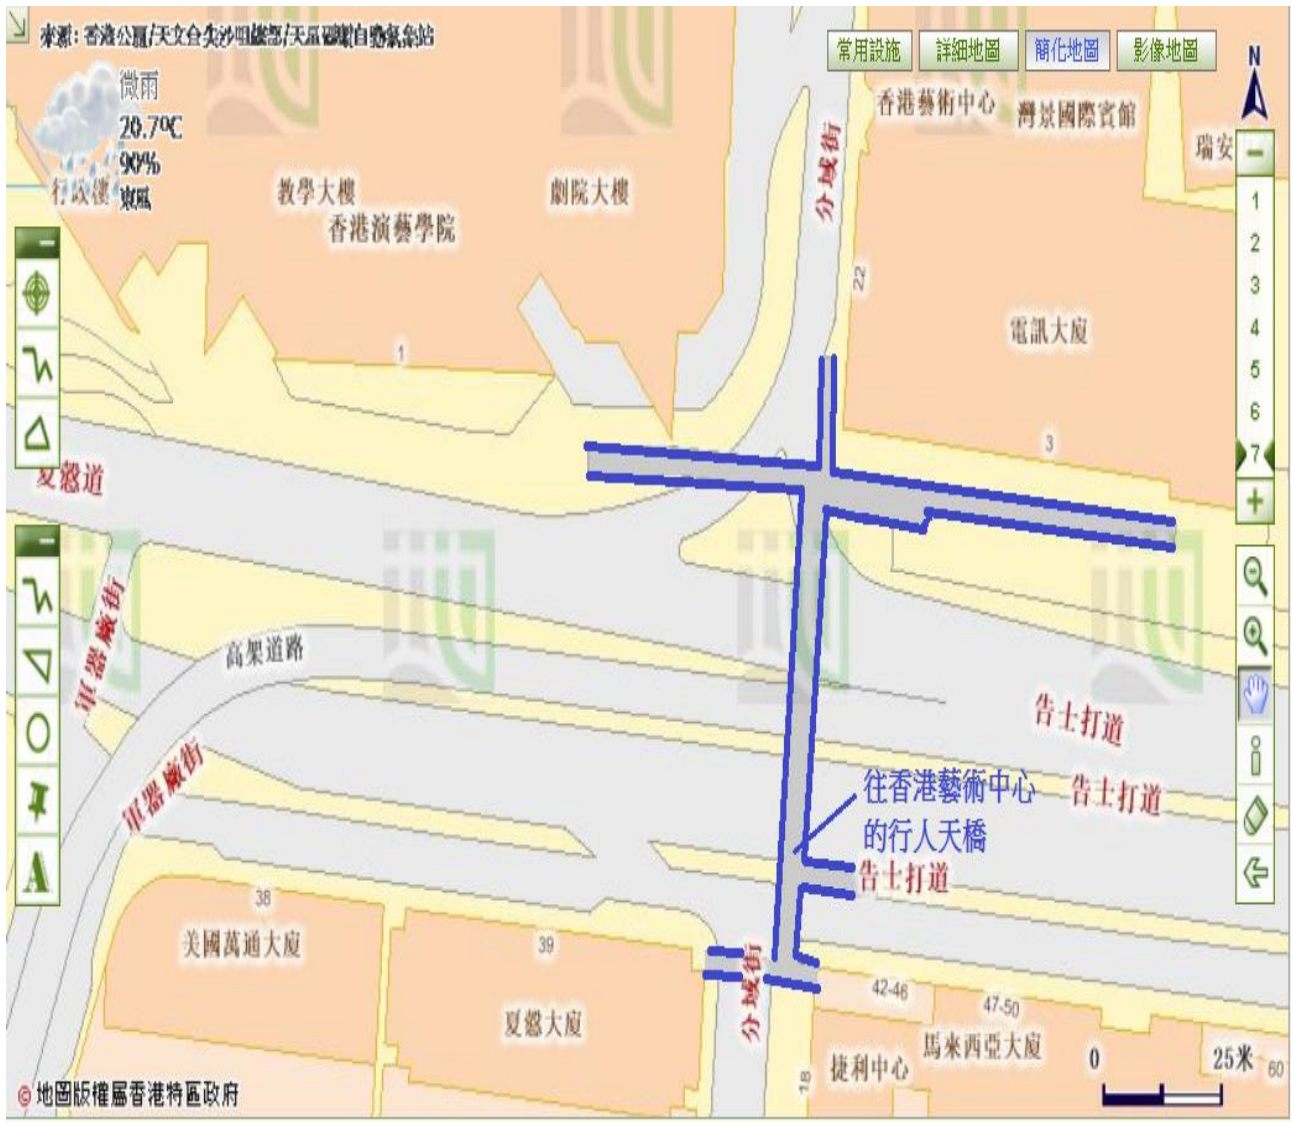 來源: 香港公園/天文台尖沙咀總部/天星碼頭自動氣象站
常用設施
詳細地圖
簡化地圖
影像地圖
N
微雨
20.7ºC
90%
東風
香港藝術中心
灣景國際賓館
瑞安
行政樓
教學大樓
劇院大樓
香港演藝學院
分域街
22
電訊大廈
1
3
1
2
3
4
5
6
7
夏慤道
軍器廠街
高架道路
告士打道
告士打道
軍器廠街
往香港藝術中心
的行人天橋
告士打道
38
美國萬通大廈
39
夏慤大廈
分域街
42-46
47-50
馬來西亞大廈
捷利中心
18
0
25米
60
© 地圖版權屬香港特區政府